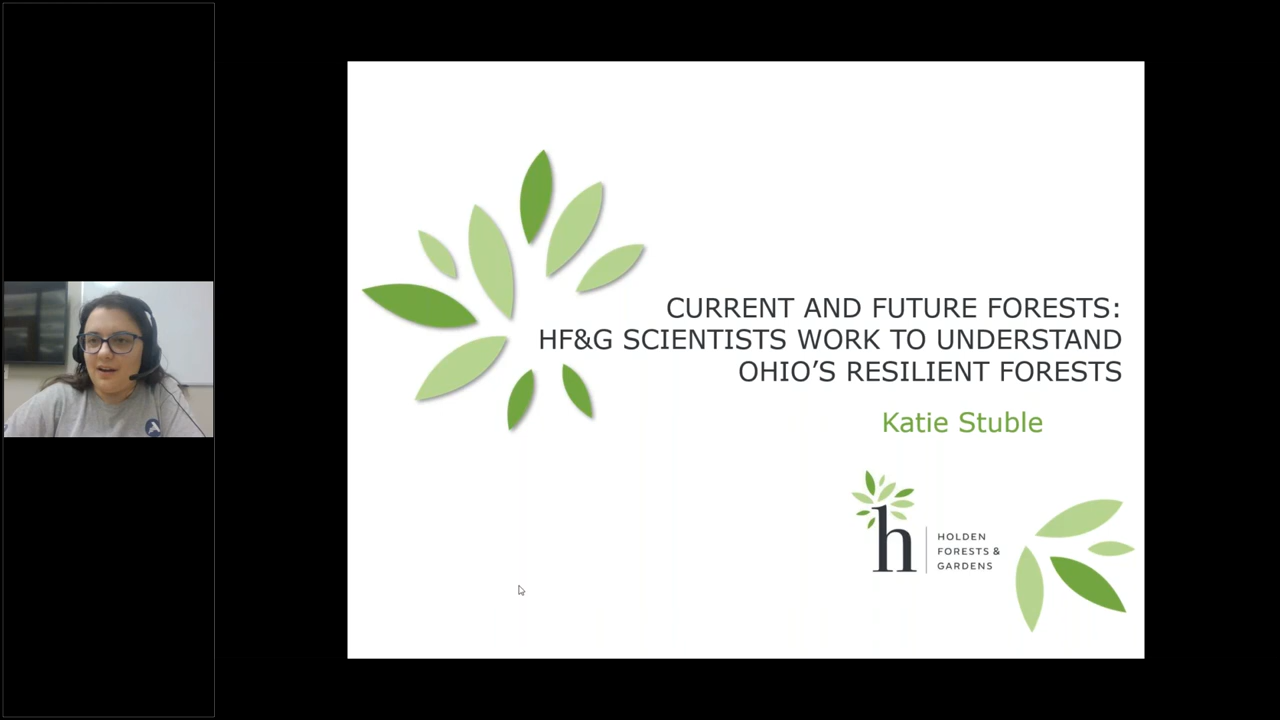 CURRENT AND FUTURE FORESTS:
HF&G SCIENTISTS WORK TO UNDERSTAND
OHIO'S RESILIENT FORESTS
Katie Stuble
h
HOLDEN
FORESTS &
GARDENS